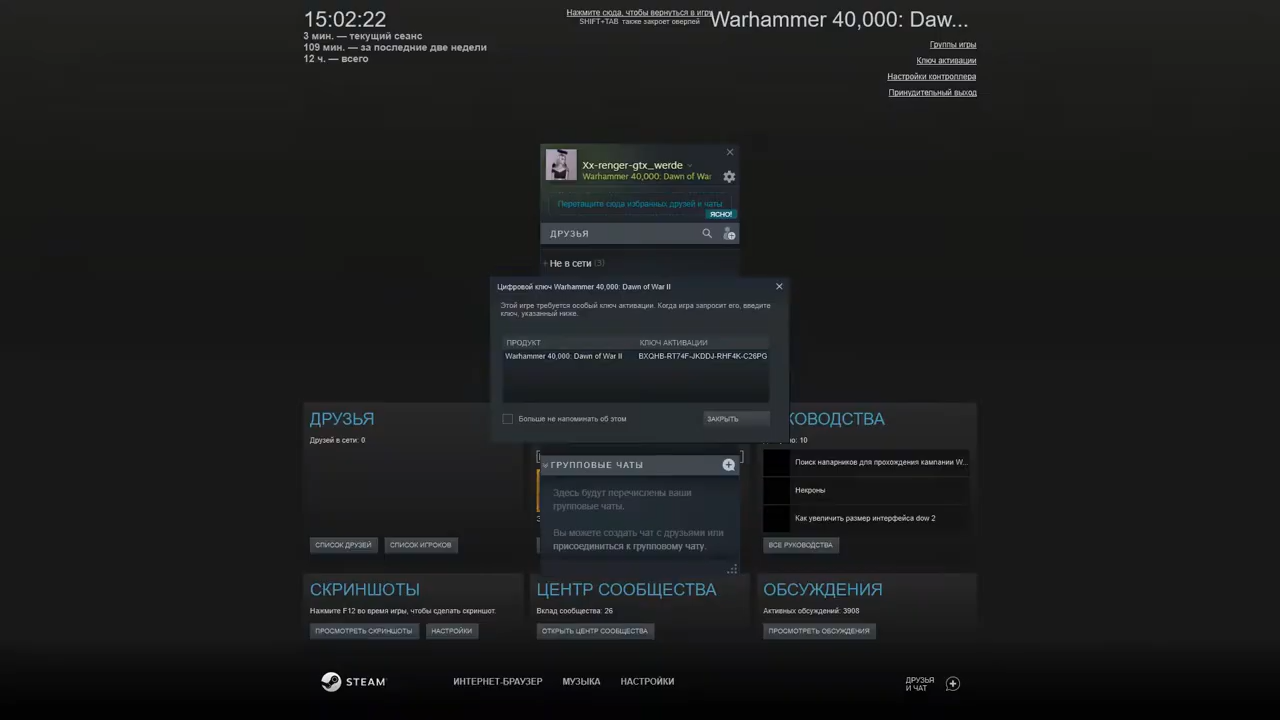 15:02:22
3 мин. — текущий сеанс
109 мин. — за последние две недели
12 ч. — всего
Нажмите сюда, чтобы вернуться в игру
SHIFT+TAB также закроет оверлей
Warhammer 40,000: Daw...
Группы игры
Ключ активации
Настройки контроллера
Принудительный выход
Xx-renger-gtx_werde
Warhammer 40,000: Dawn of Wa
Перетащите сюда избранных друзей и чаты
ЯСНО!
ДРУЗЬЯ
Не в сети (3)
Цифровой ключ Warhammer 40,000: Dawn of War II
Этой игре требуется особый ключ активации. Когда игра запросит его, введите
ключ, указанный ниже.
ПРОДУКТ КЛЮЧ АКТИВАЦИИ
Warhammer 40,000: Dawn of War II BXQHB-RT74F-JKDDJ-RHF4K-C26PG
Больше не напоминать об этом
ЗАКРЫТЬ
ДРУЗЬЯ
Друзей в сети: 0
СПИСОК ДРУЗЕЙ СПИСОК ИГРОКОВ
ГРУППОВЫЕ ЧАТЫ
Здесь будут перечислены ваши
групповые чаты.
Вы можете создать чат с друзьями или
присоединиться к групповому чату.
КОВОДСТВА
10
Поиск напарников для прохождения кампании W...
Некроны
Как увеличить размер интерфейса dow 2
ВСЕ РУКОВОДСТВА
СКРИНШОТЫ
Нажмите F12 во время игры, чтобы сделать скриншот.
ПРОСМОТРЕТЬ СКРИНШОТЫ НАСТРОЙКИ
ЦЕНТР СООБЩЕСТВА
Вклад сообщества: 26
ОТКРЫТЬ ЦЕНТР СООБЩЕСТВА
ОБСУЖДЕНИЯ
Активных обсуждений: 3908
ПРОСМОТРЕТЬ ОБСУЖДЕНИЯ
STEAM
ИНТЕРНЕТ-БРАУЗЕР МУЗЫКА НАСТРОЙКИ
ДРУЗЬЯ
И ЧАТ